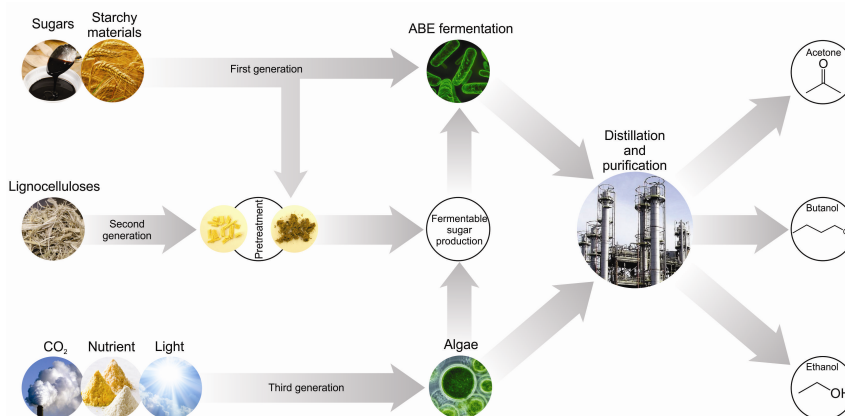 Sugars
Starchy
materials
ABE fermentation
First generation
Acetone
O
Distillation
and
purification
Lignocelluloses
Second
generation
Pretreatment
Fermentable
sugar
production
Butanol
CO₂
Nutrient
Light
Third generation
Algae
Ethanol
OH